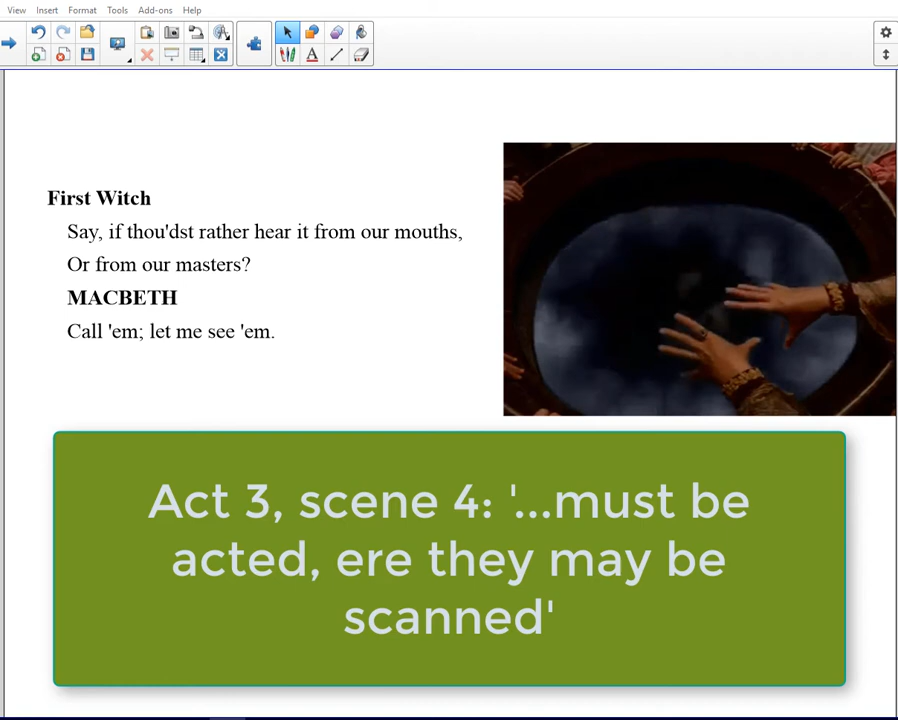 View Insert Format Tools Add-ons Help
First Witch
Say, if thou'dst rather hear it from our mouths,
Or from our masters?
MACBETH
Call 'em; let me see 'em.
Act 3, scene 4: '...must be
acted, ere they may be
scanned'